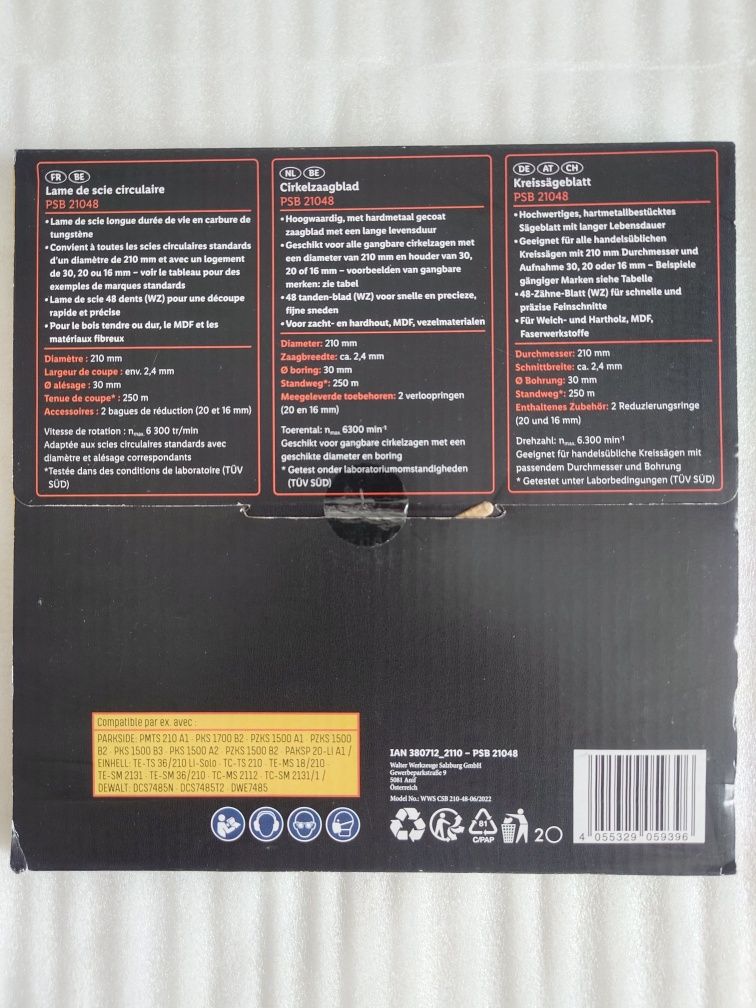 FR BE
Lame de scie circulaire
PSB 21048
• Lame de scie longue durée de vie en carbure de
tungstène
• Convient à toutes les scies circulaires standards
d'un diamètre de 210 mm et avec un logement
de 30, 20 ou 16 mm – voir le tableau pour des
exemples de marques standards
• Lame de scie 48 dents (WZ) pour une découpe
rapide et précise
• Pour le bois tendre ou dur, le MDF et les
matériaux fibreux
Diamètre : 210 mm
Largeur de coupe : env. 2,4 mm
Ø alésage : 30 mm
Tenue de coupe* : 250 m
Accessoires : 2 bagues de réduction (20 et 16 mm)
Vitesse de rotation : nmax 6 300 tr/min
Adaptée aux scies circulaires standards avec
diamètre et alésage correspondants
*Testée dans des conditions de laboratoire (TÜV
SÜD)
NL BE
Cirkelzaagblad
PSB 21048
• Hoogwaardig, met hardmetaal gecoat
zaagblad met een lange levensduur
• Geschikt voor alle gangbare cirkelzagen met
een diameter van 210 mm en houder van 30,
20 of 16 mm – voorbeelden van gangbare
merken: zie tabel
• 48 tanden-blad (WZ) voor snelle en precieze,
fijne sneden
• Voor zacht- en hardhout, MDF, vezelmaterialen
Diameter: 210 mm
Zaagbreedte: ca. 2,4 mm
Ø boring: 30 mm
Standweg*: 250 m
Meegeleverde toebehoren: 2 verloopringen
(20 en 16 mm)
Toerental: nmax 6300 min⁻¹
Geschikt voor gangbare cirkelzagen met een
geschikte diameter en boring
* Getest onder laboratoriumomstandigheden
(TÜV SÜD)
DE AT CH
Kreissägeblatt
PSB 21048
• Hochwertiges, hartmetallbestücktes
Sägeblatt mit langer Lebensdauer
• Geeignet für alle handelsüblichen
Kreissägen mit 210 mm Durchmesser und
Aufnahme 30, 20 oder 16 mm – Beispiele
gängiger Marken siehe Tabelle
• 48-Zähne-Blatt (WZ) für schnelle und
präzise Feinschnitte
• Für Weich- und Hartholz, MDF,
Faserwerkstoffe
Durchmesser: 210 mm
Schnittbreite: ca. 2,4 mm
Ø Bohrung: 30 mm
Standweg*: 250 m
Enthaltenes Zubehör: 2 Reduzierungsringe
(20 und 16 mm)
Drehzahl: nmax 6.300 min⁻¹
Geeignet für handelsübliche Kreissägen mit
passendem Durchmesser und Bohrung
* Getestet unter Laborbedingungen (TÜV SÜD)
Compatible par ex. avec :
PARKSIDE: PMTS 210 A1 · PKS 1700 B2 · PZKS 1500 A1 · PZKS 1500
B2 · PKS 1500 B3 · PKS 1500 A2 · PZKS 1500 B2 · PAKSP 20-Li A1 /
EINHELL: TE-TS 36/210 Li-Solo · TC-TS 210 · TE-MS 18/210 ·
TE-SM 2131 · TE-SM 36/210 · TC-MS 2112 · TC-SM 2131/1 /
DEWALT: DCS7485N · DCS7485T2 · DWE7485
IAN 380712_2110 – PSB 21048
Walter Werkzeuge Salzburg GmbH
Gewerbeparkstraße 9
5081 Anif
Österreich
Model No.: WWS CSB 210-48-06/2022
81
C/PAP
2
4 055329 059396